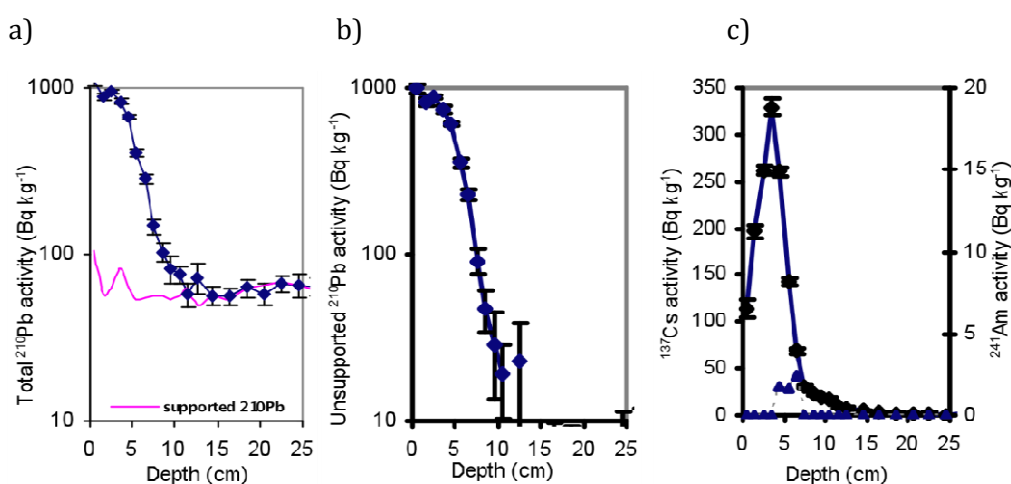 a)
Total ²¹⁰Pb activity (Bq kg⁻¹)
1000
100
10
supported 210Pb
0 5 10 15 20 25
Depth (cm)
b)
Unsupported ²¹⁰Pb activity (Bq kg⁻¹)
1000
100
10
0 5 10 15 20 25
Depth (cm)
c)
¹³⁷Cs activity (Bq kg⁻¹)
350
300
250
200
150
100
50
0
20
15
10
5
0
²⁴¹Am activity (Bq kg⁻¹)
0 5 10 15 20 25
Depth (cm)